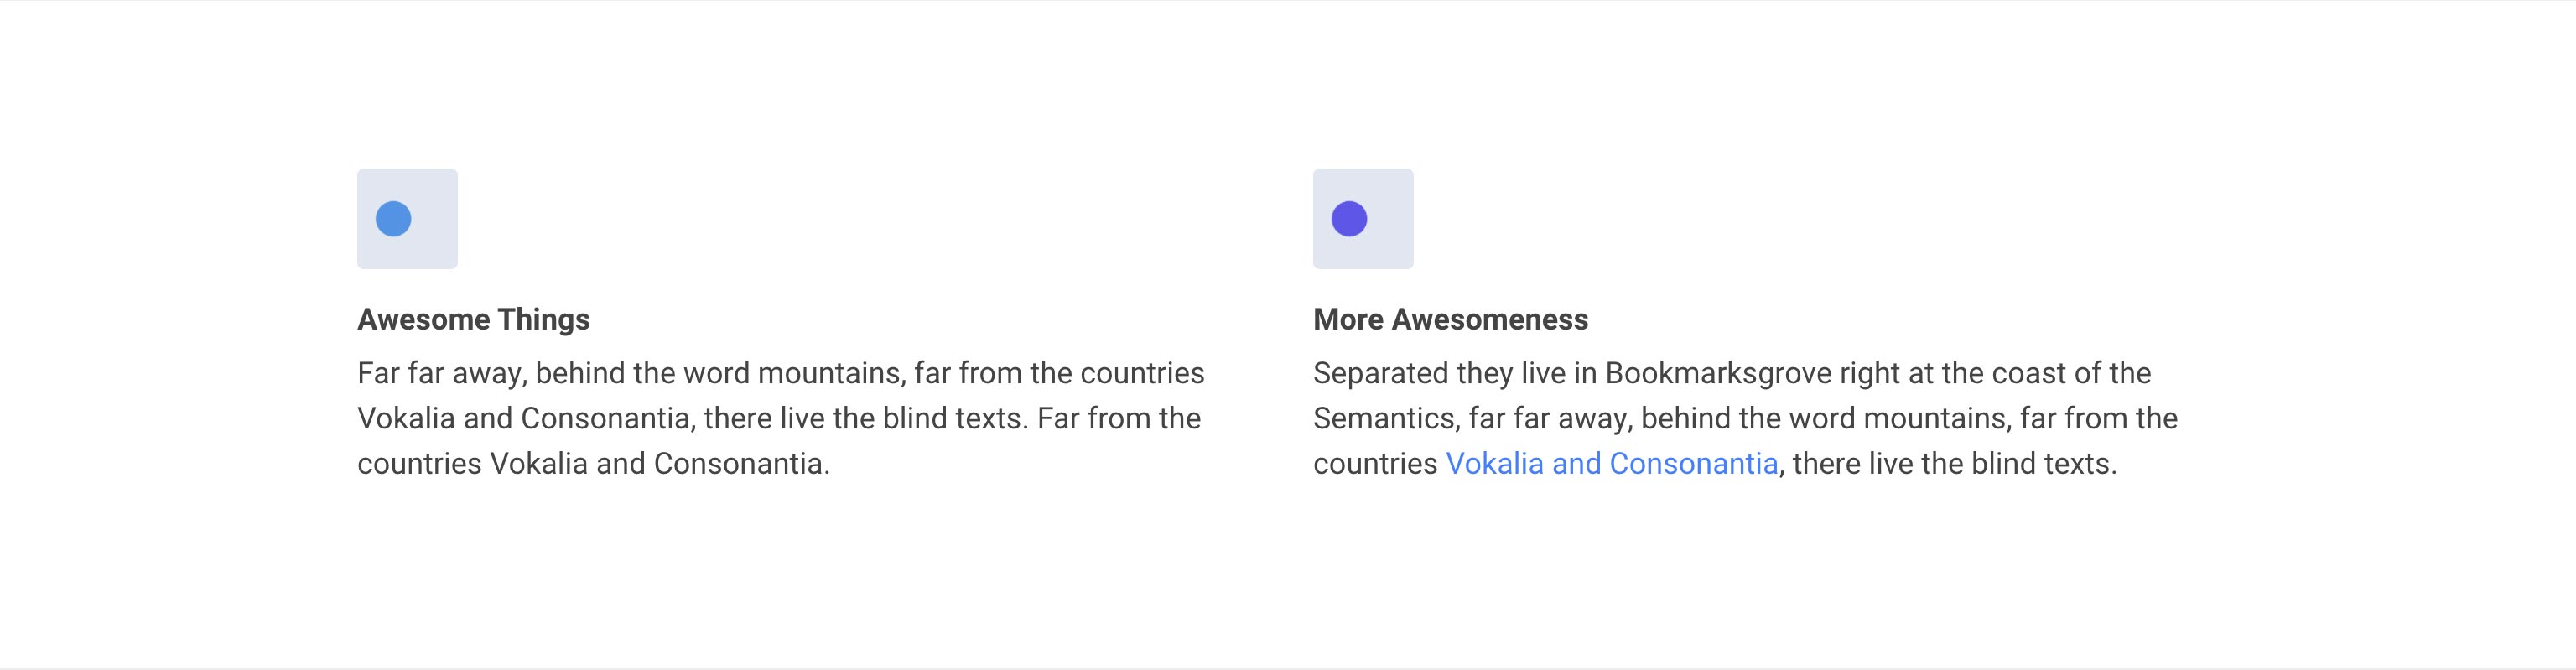 Awesome Things
Far far away, behind the word mountains, far from the countries
Vokalia and Consonantia, there live the blind texts. Far from the
countries Vokalia and Consonantia.
More Awesomeness
Separated they live in Bookmarksgrove right at the coast of the
Semantics, far far away, behind the word mountains, far from the
countries Vokalia and Consonantia, there live the blind texts.